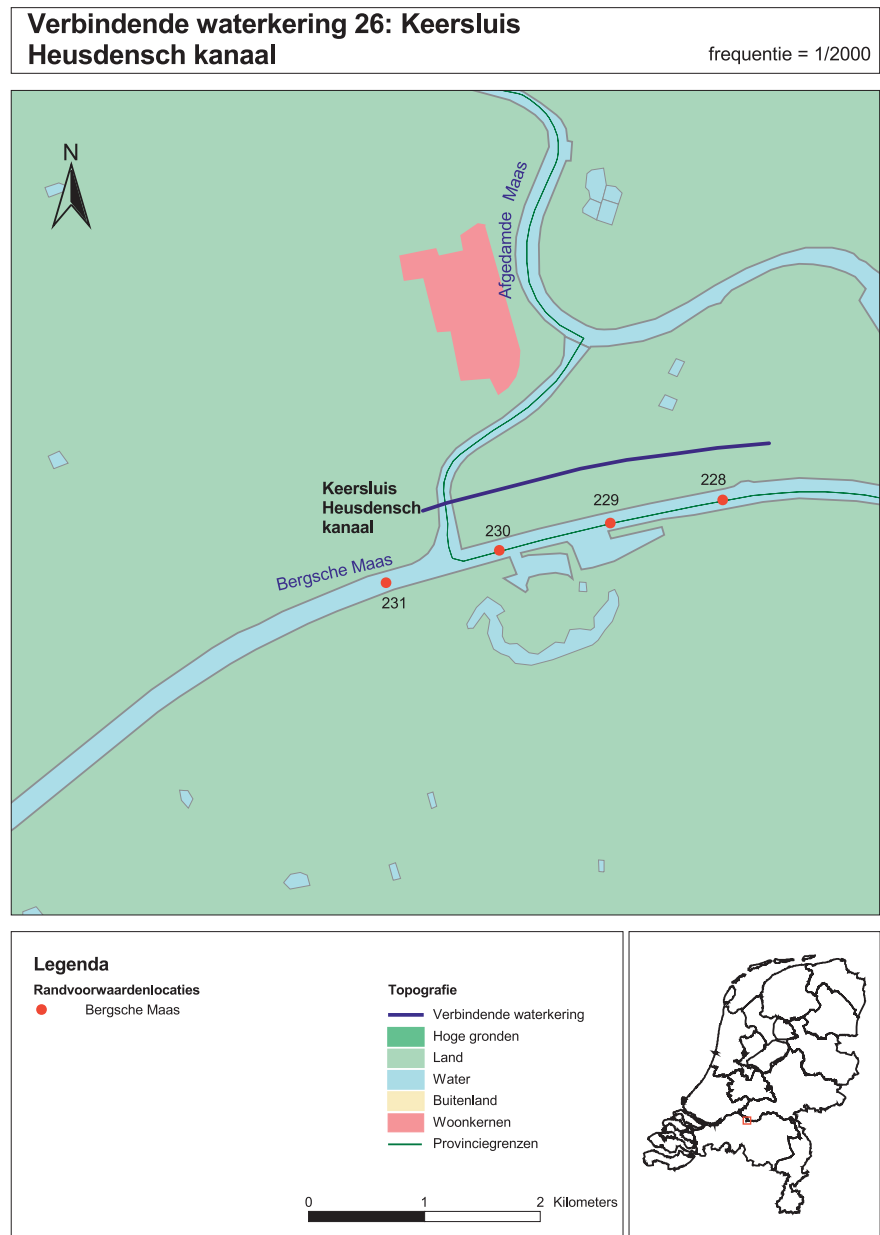 Verbindende waterkering 26: Keersluis
Heusdensch kanaal
frequentie = 1/2000
N
Afgedamde Maas
Keersluis
Heusdensch
kanaal
228
229
230
Bergsche Maas
231
Legenda
Randvoorwaardenlocaties
Bergsche Maas
Topografie
Verbindende waterkering
Hoge gronden
Land
Water
Buitenland
Woonkernen
Provinciegrenzen
0 1 2 Kilometers